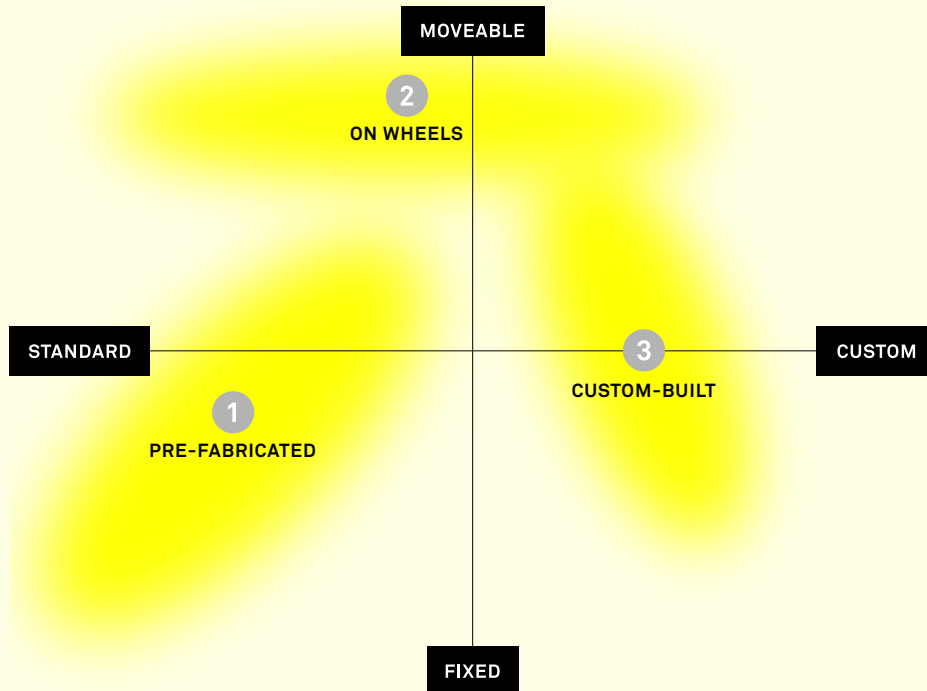 MOVEABLE
2
ON WHEELS
STANDARD
3
CUSTOM
CUSTOM-BUILT
1
PRE-FABRICATED
FIXED